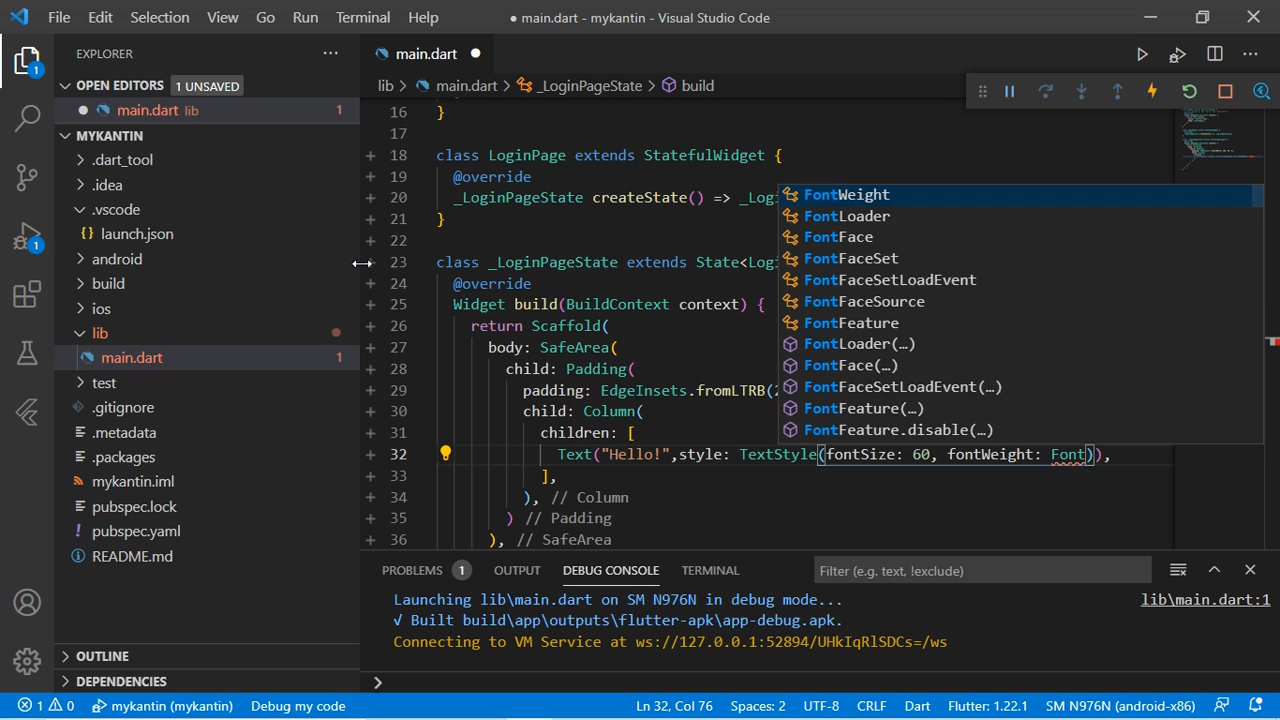 File Edit Selection View Go Run Terminal Help
● main.dart - mykantin - Visual Studio Code
EXPLORER
OPEN EDITORS 1 UNSAVED
main.dart lib 1
MYKANTIN
.dart_tool
.idea
.vscode
{} launch.json
android
build
ios
lib
main.dart 1
test
.gitignore
.metadata
.packages
mykantin.iml
pubspec.lock
! pubspec.yaml
README.md
OUTLINE
DEPENDENCIES
1
1
main.dart
lib > main.dart > _LoginPageState > build
16 }
17
18 class LoginPage extends StatefulWidget {
19 @override
20 _LoginPageState createState() => _Logi
21 }
22
23 class _LoginPageState extends State<Logi
24 @override
25 Widget build(BuildContext context) {
26 return Scaffold(
27 body: SafeArea(
28 child: Padding(
29 padding: EdgeInsets.fromLTRB(2
30 child: Column(
31 children: [
32 Text("Hello!",style: TextStyle(fontSize: 60, fontWeight: Font)),
33 ],
34 ), // Column
35 ) // Padding
36 ), // SafeArea
FontWeight
FontLoader
FontFace
FontFaceSet
FontFaceSetLoadEvent
FontFaceSource
FontFeature
FontLoader(…)
FontFace(…)
FontFaceSetLoadEvent(…)
FontFeature(…)
FontFeature.disable(…)
PROBLEMS 1 OUTPUT DEBUG CONSOLE TERMINAL Filter (e.g. text, !exclude)
Launching lib\main.dart on SM N976N in debug mode... lib\main.dart:1
√ Built build\app\outputs\flutter-apk\app-debug.apk.
Connecting to VM Service at ws://127.0.0.1:52894/UHkIqRlSDCs=/ws
>
1 0 mykantin (mykantin) Debug my code Ln 32, Col 76 Spaces: 2 UTF-8 CRLF Dart Flutter: 1.22.1 SM N976N (android-x86)